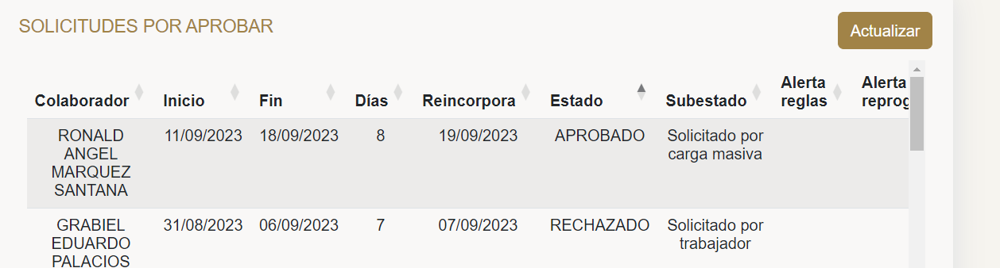 SOLICITUDES POR APROBAR
Actualizar
Colaborador Inicio Fin Días Reincorpora Estado Subestado Alerta reglas Alerta
RONALD ANGEL MARQUEZ SANTANA 11/09/2023 18/09/2023 8 19/09/2023 APROBADO Solicitado por carga masiva
GRABIEL EDUARDO PALACIOS 31/08/2023 06/09/2023 7 07/09/2023 RECHAZADO Solicitado por trabajador